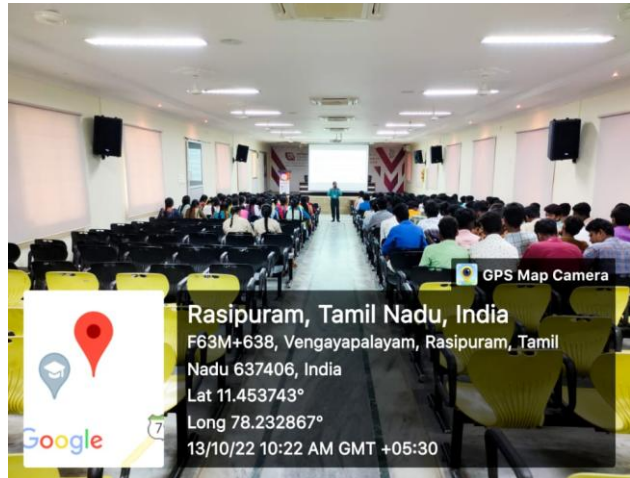 GPS Map Camera
Rasipuram, Tamil Nadu, India
F63M+638, Vengayapalayam, Rasipuram, Tamil
Nadu 637406, India
Lat 11.453743°
Long 78.232867°
13/10/22 10:22 AM GMT +05:30
Google
7